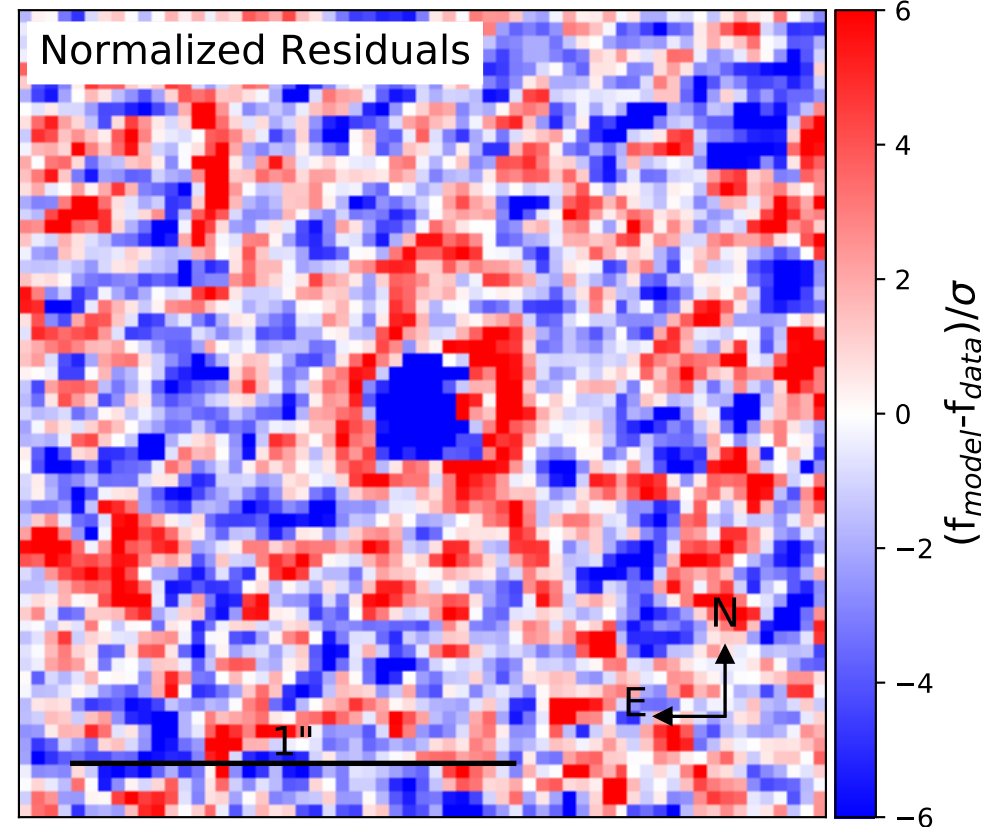 Normalized Residuals
6
4
2
0
−2
−4
−6
(f_model-f_data)/σ
N
E
1"